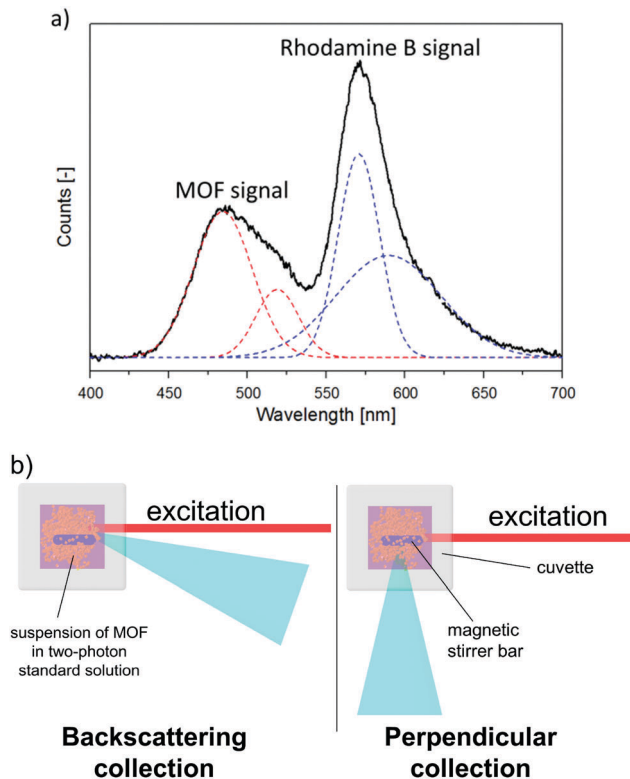 a)
Rhodamine B signal
MOF signal
Counts [-]
400 450 500 550 600 650 700
Wavelength [nm]
b)
excitation
suspension of MOF
in two-photon
standard solution
Backscattering
collection
excitation
cuvette
magnetic
stirrer bar
Perpendicular
collection